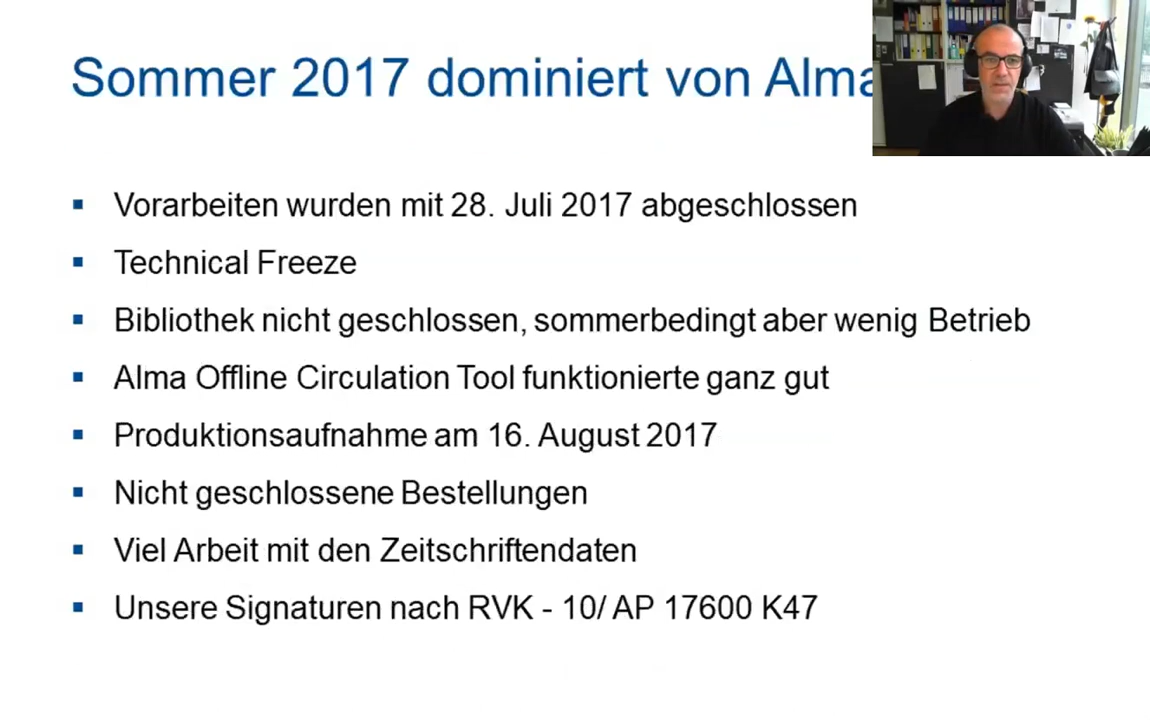 Sommer 2017 dominiert von Alma
Vorarbeiten wurden mit 28. Juli 2017 abgeschlossen
Technical Freeze
Bibliothek nicht geschlossen, sommerbedingt aber wenig Betrieb
Alma Offline Circulation Tool funktionierte ganz gut
Produktionsaufnahme am 16. August 2017
Nicht geschlossene Bestellungen
Viel Arbeit mit den Zeitschriftendaten
Unsere Signaturen nach RVK - 10/ AP 17600 K47